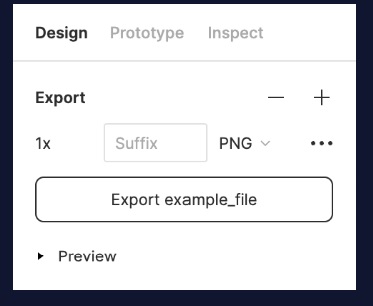 Design Prototype Inspect
Export
1x Suffix PNG
Export example_file
Preview